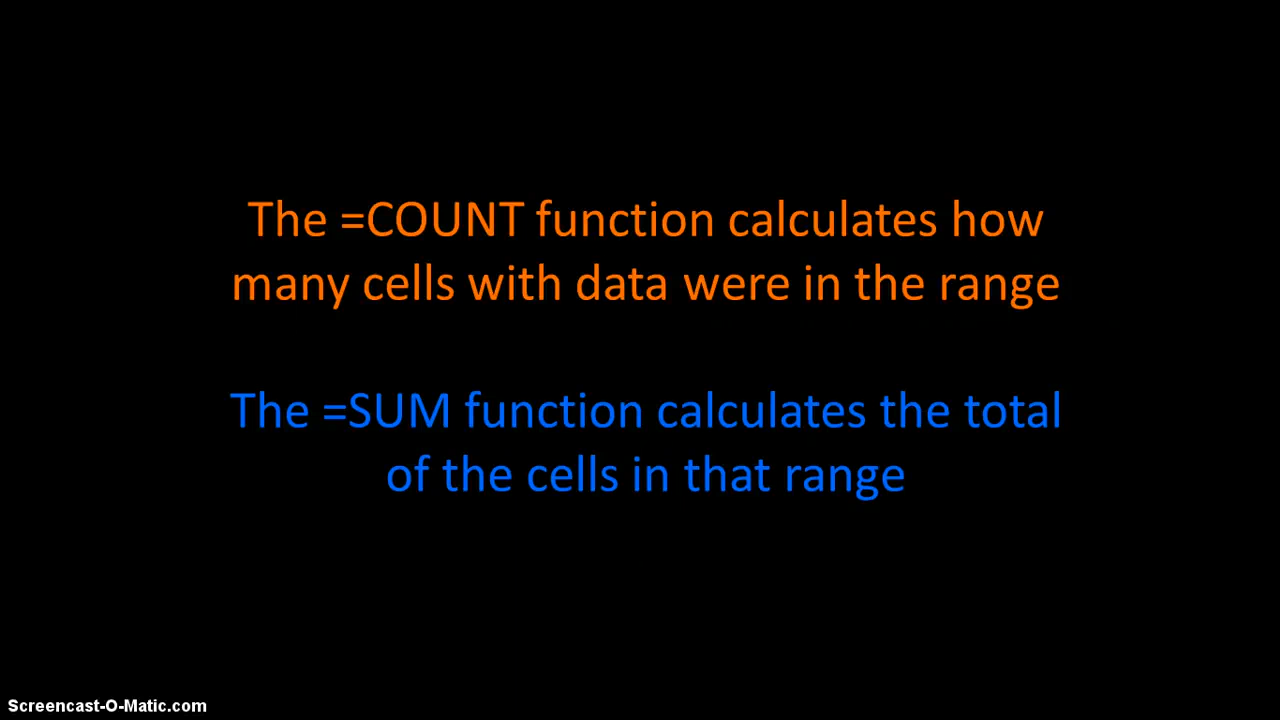 The =COUNT function calculates how
many cells with data were in the range
The =SUM function calculates the total
of the cells in that range
Screencast-O-Matic.com